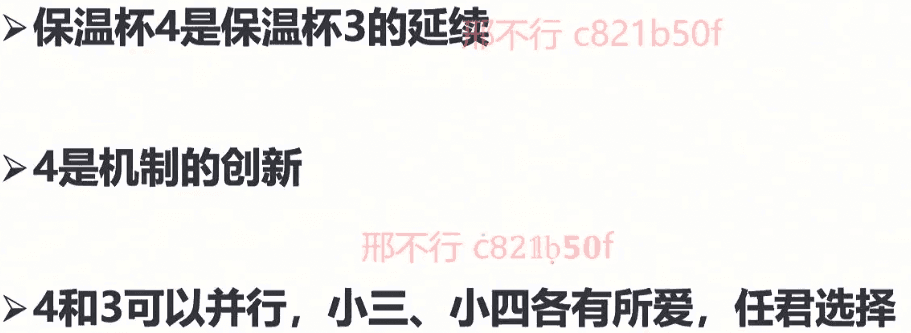 ➢保温杯4是保温杯3的延续
邢不行 c821b50f
➢4是机制的创新
邢不行 c821b50f
➢4和3可以并行，小三、小四各有所爱，任君选择